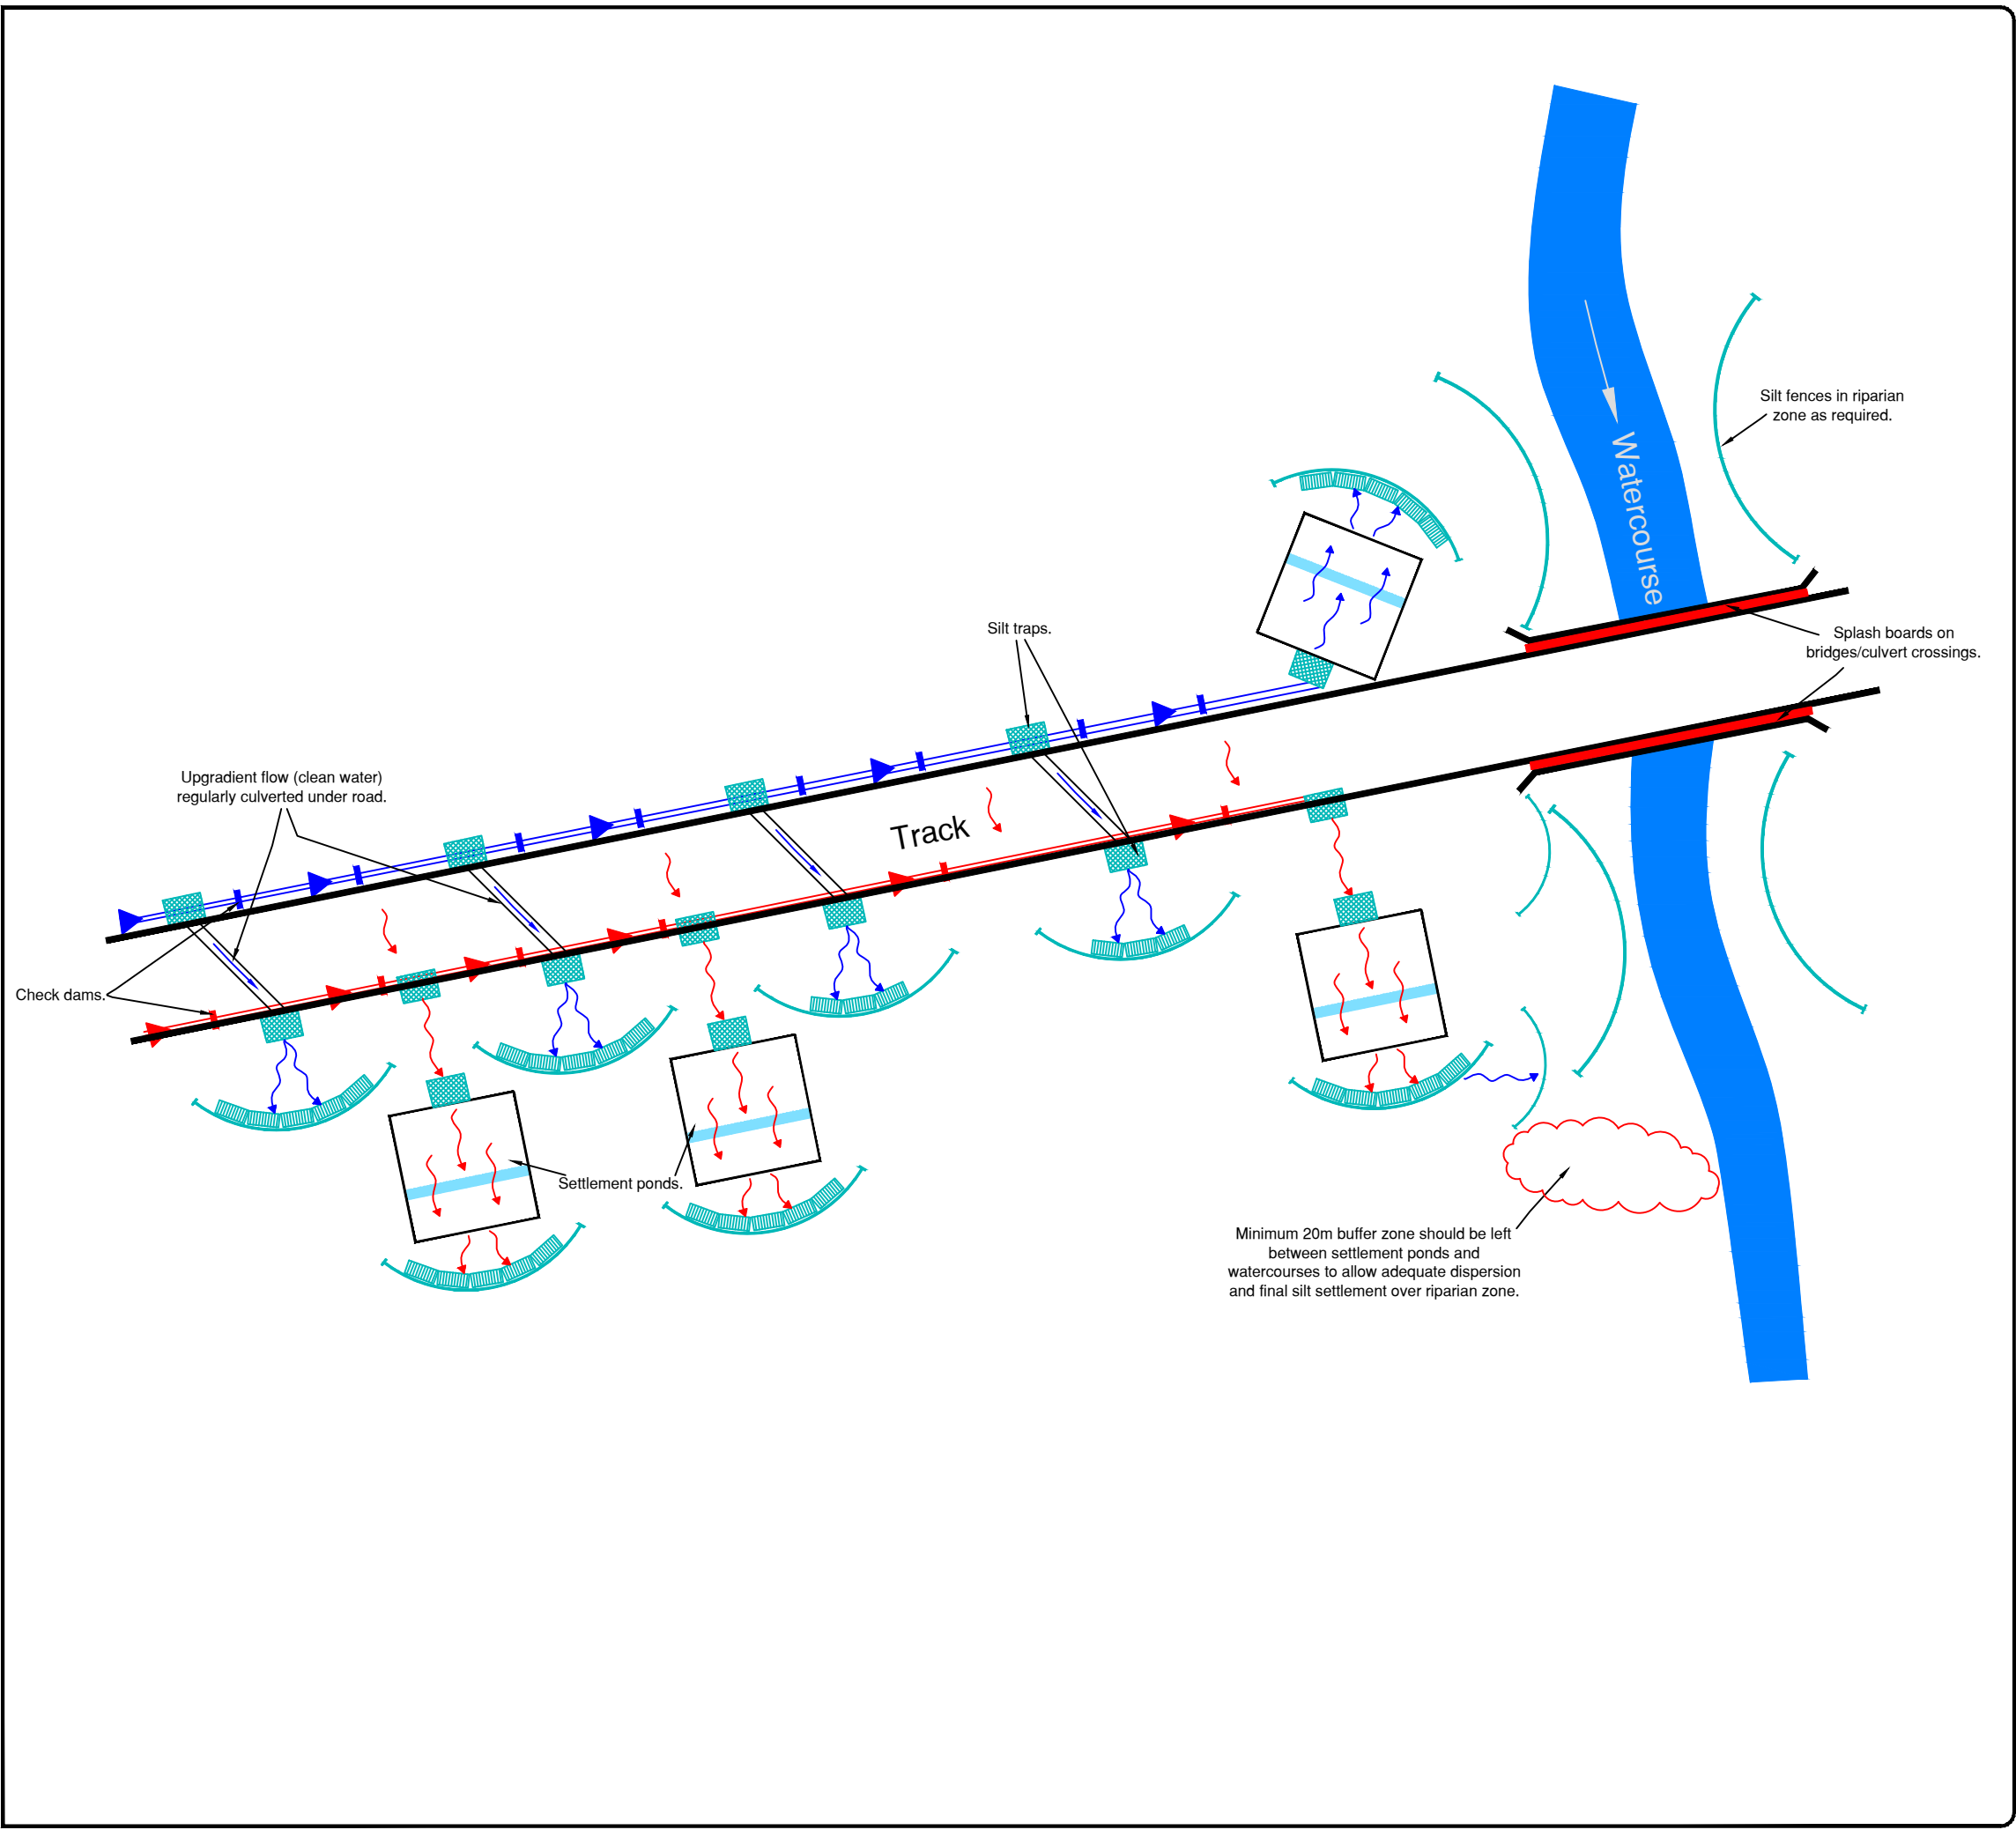 Watercourse
Silt fences in riparian
zone as required.
Silt traps.
Splash boards on
bridges/culvert crossings.
Upgradient flow (clean water)
regularly culverted under road.
Track
Check dams.
Settlement ponds.
Minimum 20m buffer zone should be left
between settlement ponds and
watercourses to allow adequate dispersion
and final silt settlement over riparian zone.